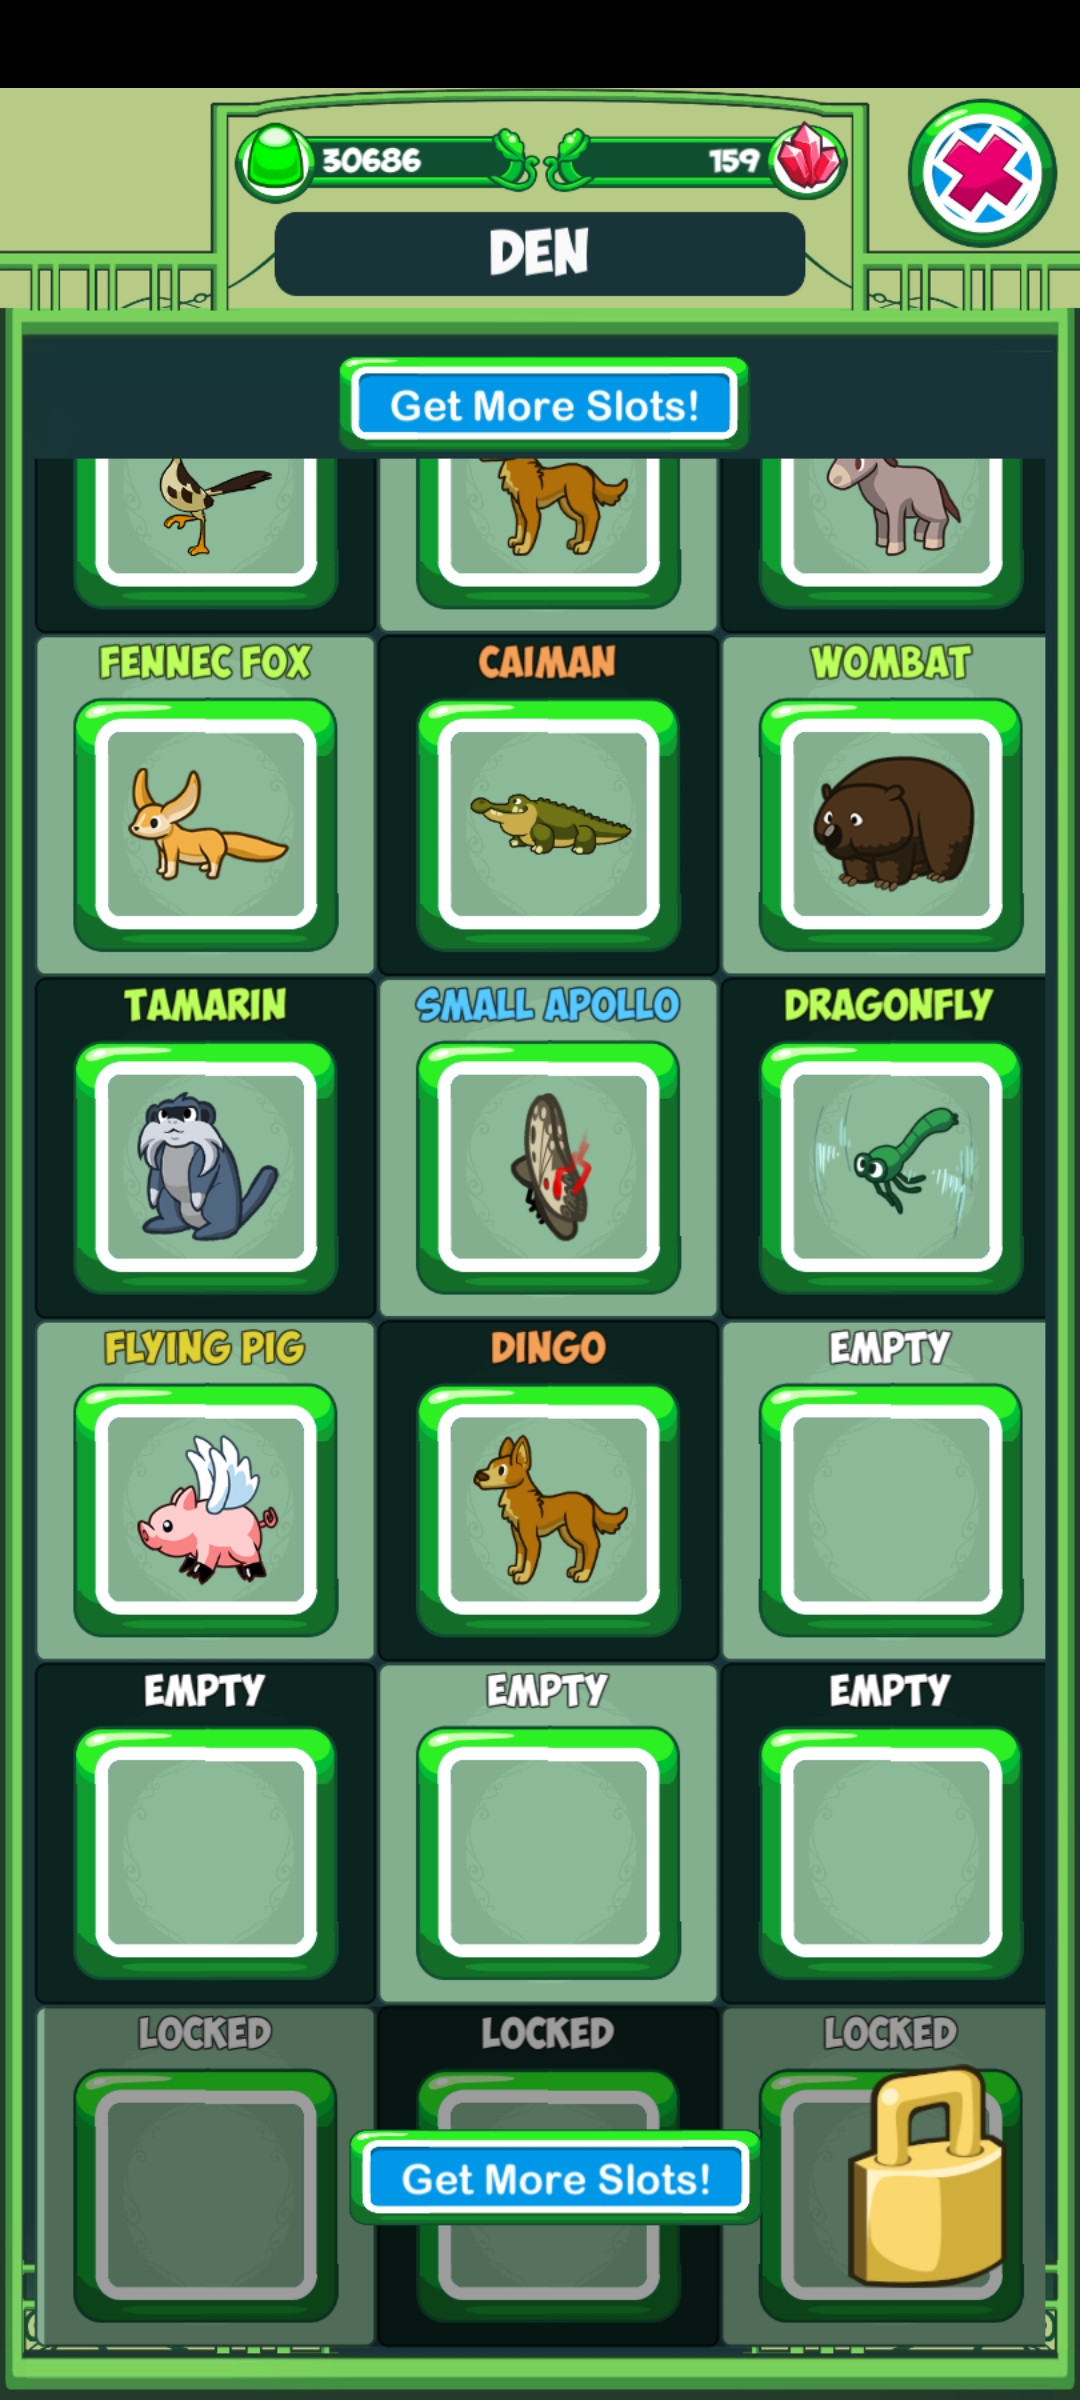 30686
159
DEN
Get More Slots!
FENNEC FOX
CAIMAN
WOMBAT
TAMARIN
SMALL APOLLO
DRAGONFLY
FLYING PIG
DINGO
EMPTY
EMPTY
EMPTY
EMPTY
LOCKED
LOCKED
LOCKED
Get More Slots!